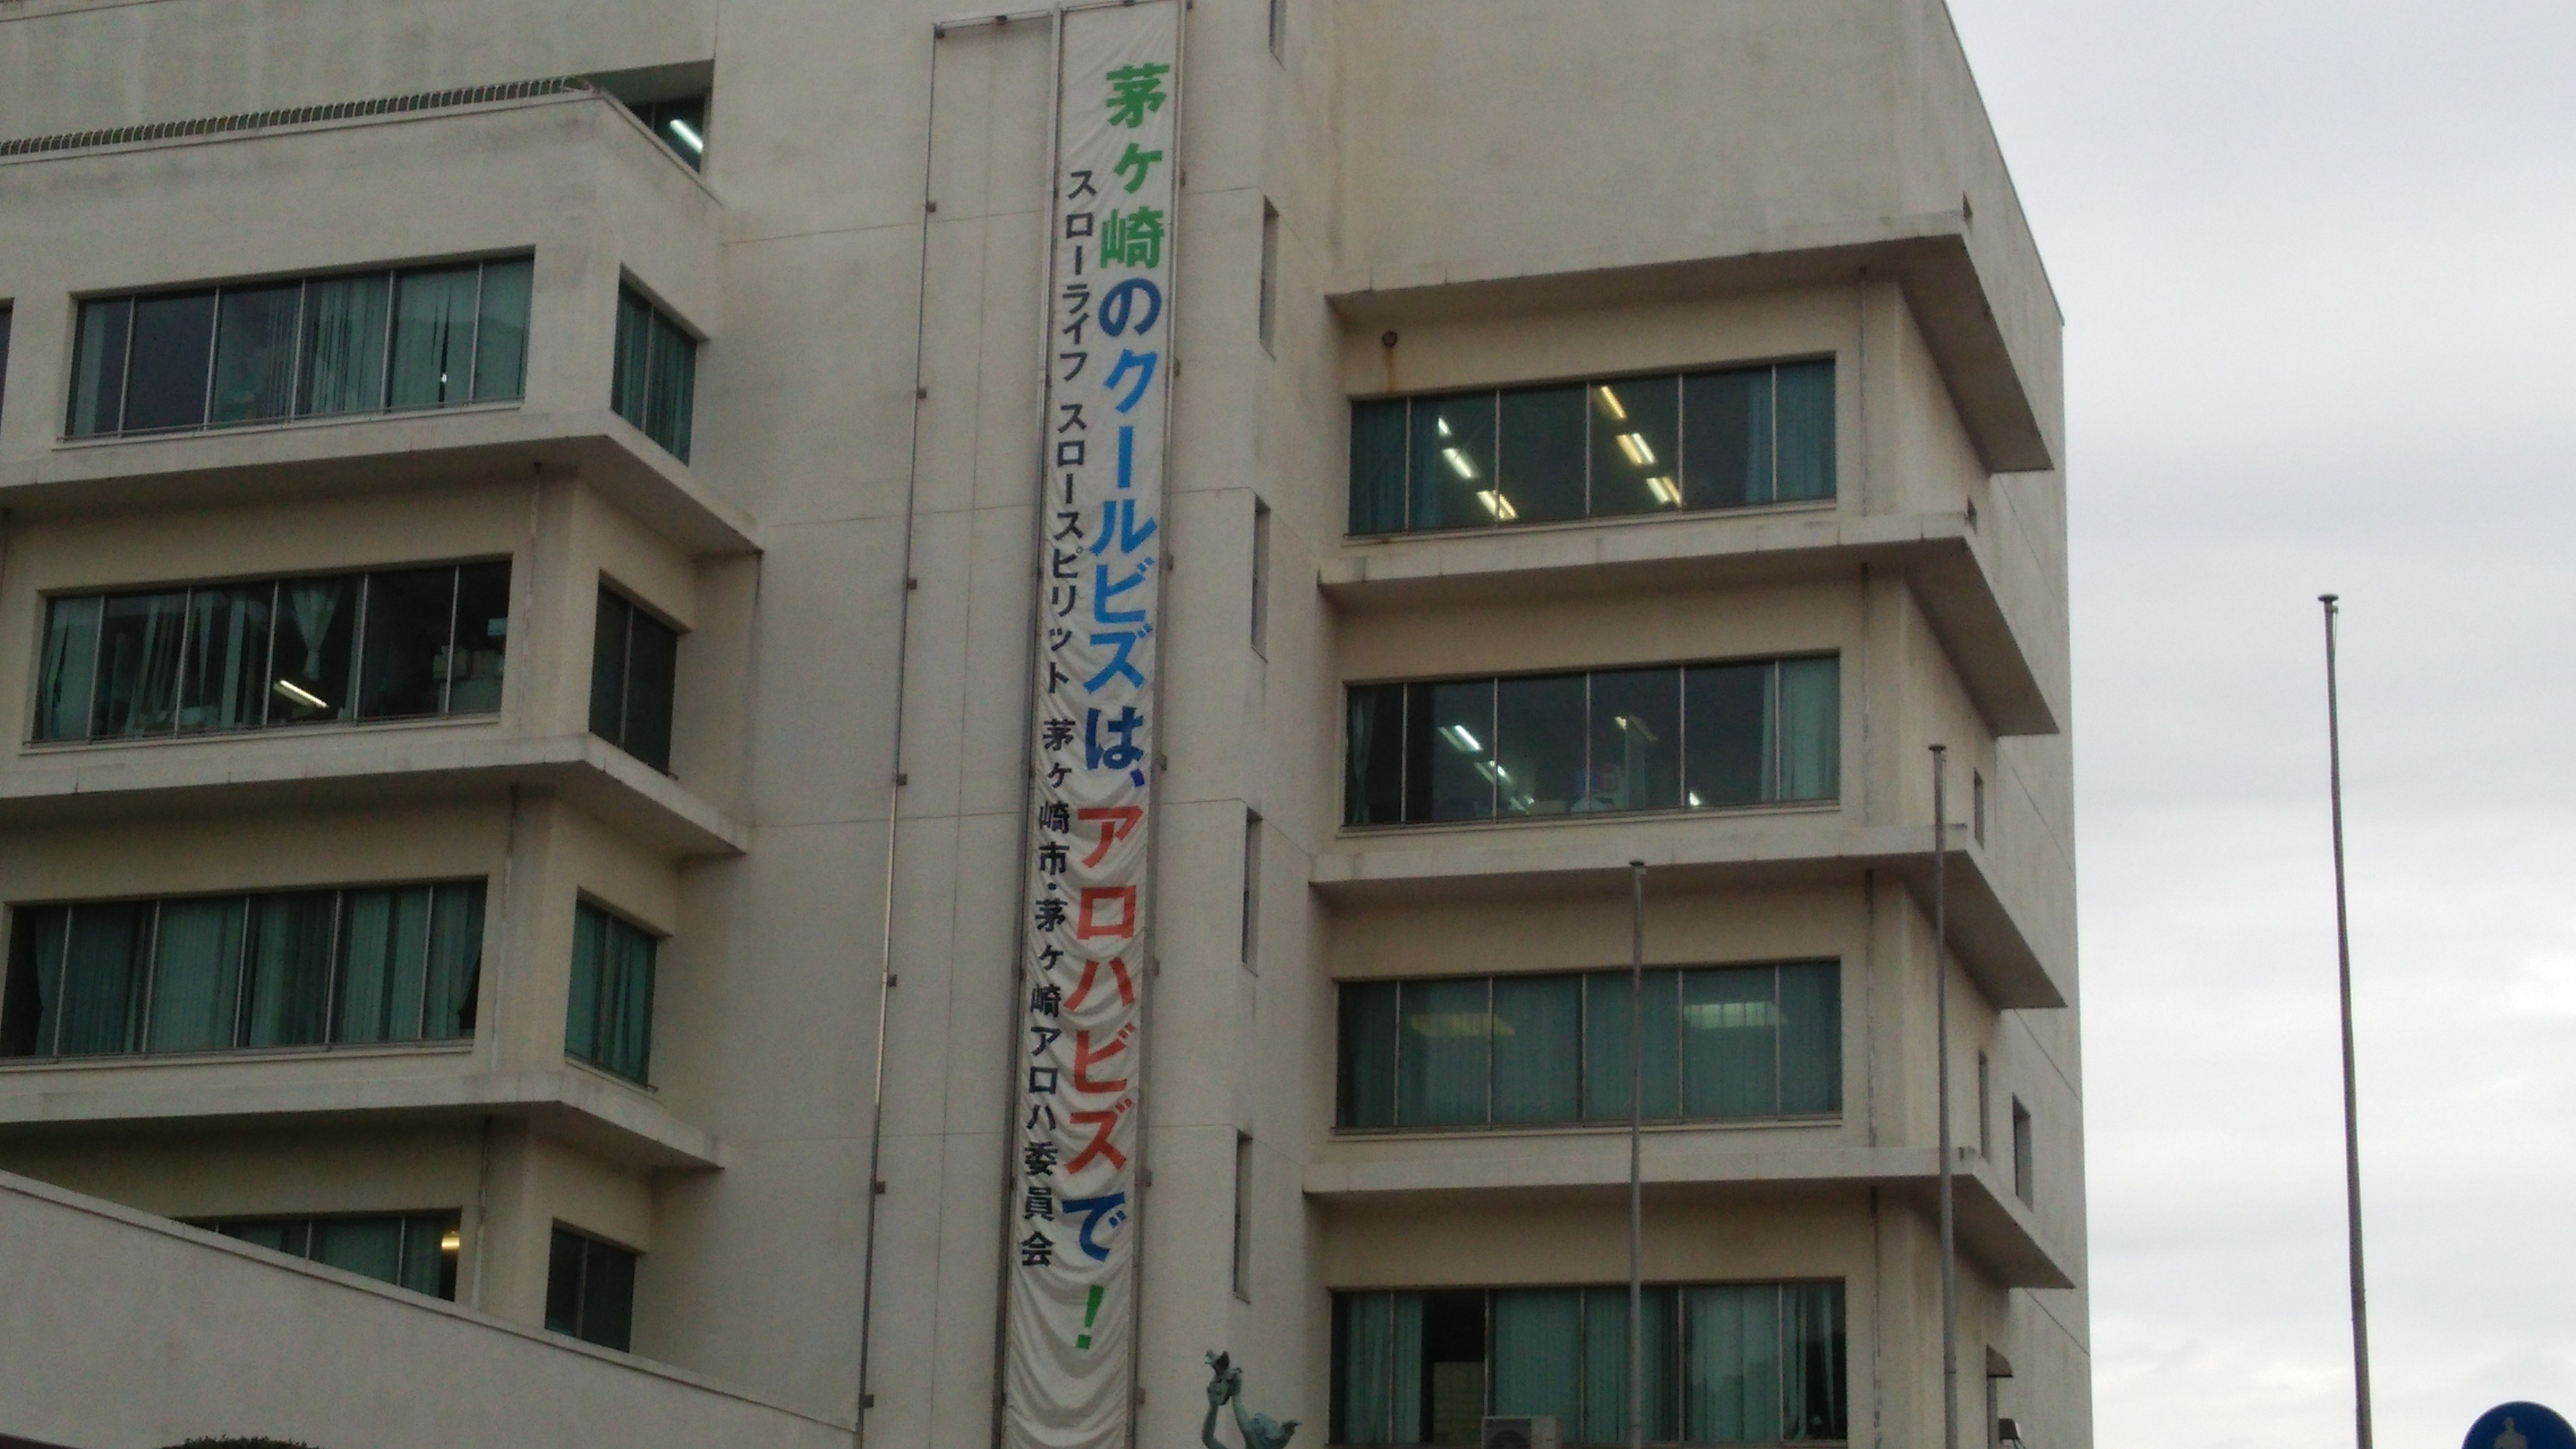 茅ヶ崎のクールビズは、アロハビズで!
スローライフ スロースピリット 茅ヶ崎市・茅ヶ崎アロハ委員会